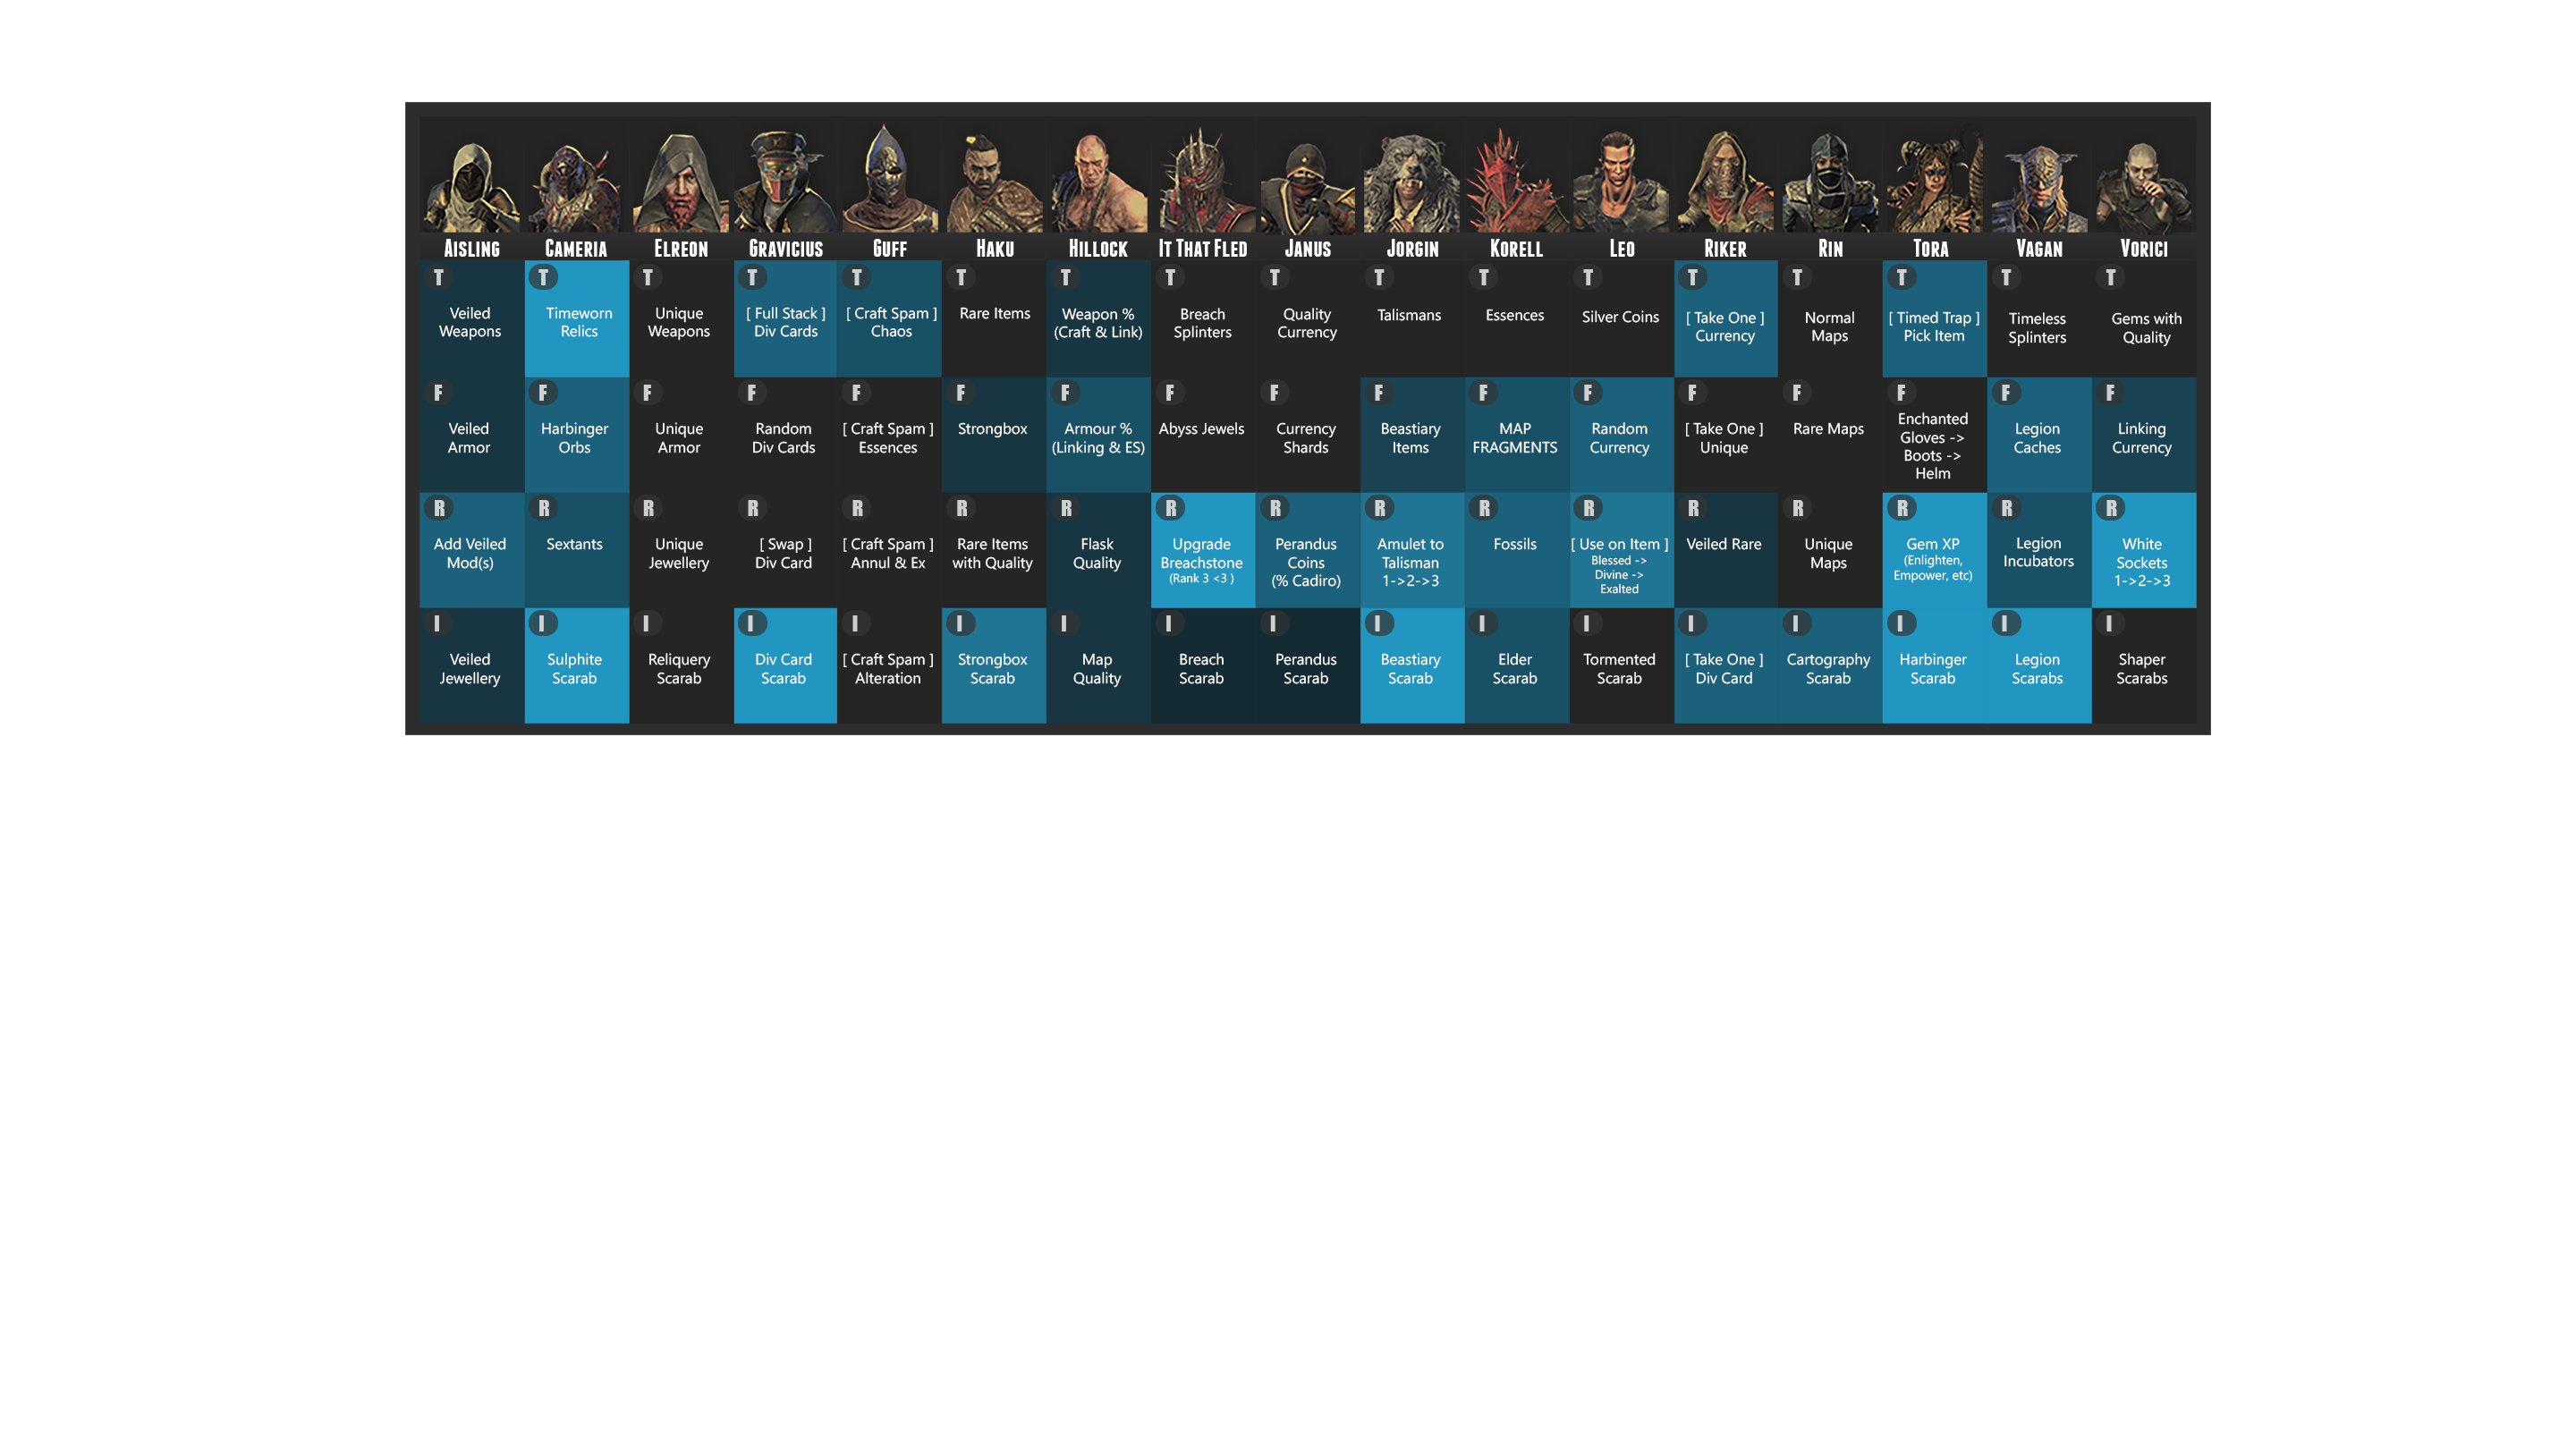 AISLING
CAMERIA
ELREON
GRAVICIUS
GUFF
HAKU
HILLOCK
IT THAT FLED
JANUS
JORGIN
KORELL
LEO
RIKER
RIN
TORA
VAGAN
VORICI
T
Veiled
Weapons
T
Timeworn
Relics
T
Unique
Weapons
T
[ Full Stack ]
Div Cards
T
[ Craft Spam ]
Chaos
T
Rare Items
T
Weapon %
(Craft & Link)
T
Breach
Splinters
T
Quality
Currency
T
Talismans
T
Essences
T
Silver Coins
T
[ Take One ]
Currency
T
Normal
Maps
T
[ Timed Trap ]
Pick Item
T
Timeless
Splinters
T
Gems with
Quality
F
Veiled
Armor
F
Harbinger
Orbs
F
Unique
Armor
F
Random
Div Cards
F
[ Craft Spam ]
Essences
F
Strongbox
F
Armour %
(Linking & ES)
F
Abyss Jewels
F
Currency
Shards
F
Beastiary
Items
F
MAP
FRAGMENTS
F
Random
Currency
F
[ Take One ]
Unique
F
Rare Maps
F
Enchanted
Gloves ->
Boots ->
Helm
F
Legion
Caches
F
Linking
Currency
R
Add Veiled
Mod(s)
R
Sextants
R
Unique
Jewellery
R
[ Swap ]
Div Card
R
[ Craft Spam ]
Annul & Ex
R
Rare Items
with Quality
R
Flask
Quality
R
Upgrade
Breachstone
(Rank 3 <3 )
R
Perandus
Coins
(% Cadiro)
R
Amulet to
Talisman
1->2->3
R
Fossils
R
[ Use on Item ]
Blessed ->
Divine ->
Exalted
R
Veiled Rare
R
Unique
Maps
R
Gem XP
(Enlighten,
Empower, etc)
R
Legion
Incubators
R
White
Sockets
1->2->3
I
Veiled
Jewellery
I
Sulphite
Scarab
I
Reliquery
Scarab
I
Div Card
Scarab
I
[ Craft Spam ]
Alteration
I
Strongbox
Scarab
I
Map
Quality
I
Breach
Scarab
I
Perandus
Scarab
I
Beastiary
Scarab
I
Elder
Scarab
I
Tormented
Scarab
I
[ Take One ]
Div Card
I
Cartography
Scarab
I
Harbinger
Scarab
I
Legion
Scarabs
I
Shaper
Scarabs